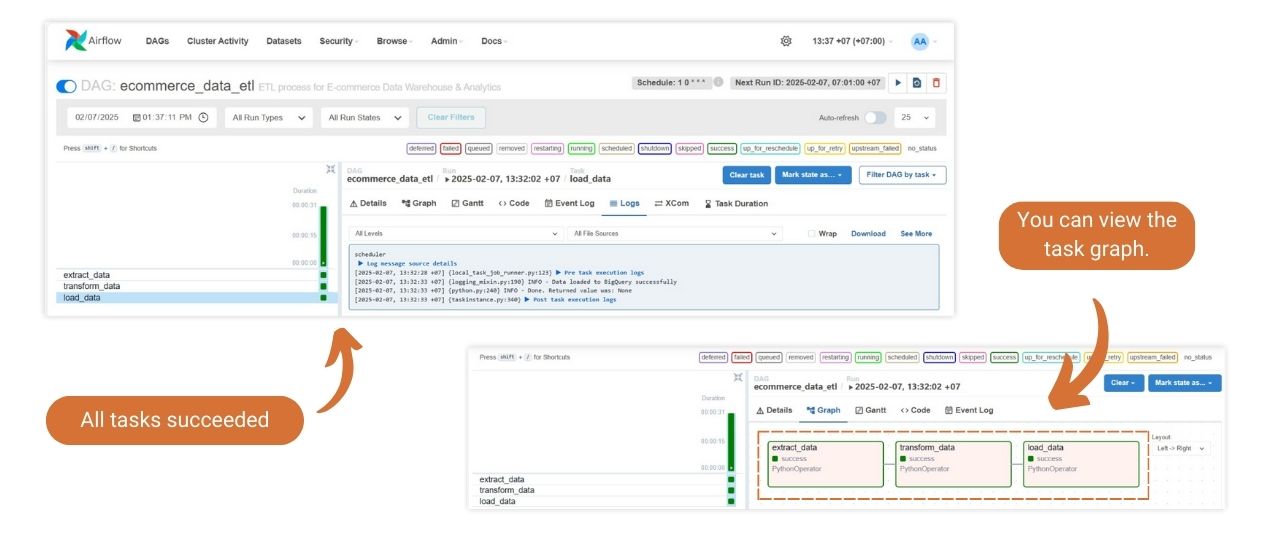 Airflow
DAGs Cluster Activity Datasets Security Browse Admin Docs 13:37 +07 (+07:00) AA
DAG: ecommerce_data_etl ETL process for E-commerce Data Warehouse & Analytics
Schedule: 1 0 * * * Next Run ID: 2025-02-07, 07:01:00 +07
02/07/2025 01:37:11 PM All Run Types All Run States Clear Filters Auto-refresh 25
Press shift + / for Shortcuts
deferred failed queued removed restarting running scheduled shutdown skipped success up_for_reschedule up_for_retry upstream_failed no_status
Duration
00:00:31
00:00:15
00:00:00
extract_data
transform_data
load_data
DAG Run Task
ecommerce_data_etl / 2025-02-07, 13:32:02 +07 / load_data
Clear task Mark state as... Filter DAG by task
Details Graph Gantt Code Event Log Logs XCom Task Duration
All Levels All File Sources Wrap Download See More
scheduler
Log message source details
[2025-02-07, 13:32:28 +07] {local_task_job_runner.py:123} Pre task execution logs
[2025-02-07, 13:32:33 +07] {logging_mixin.py:190} INFO - Data loaded to BigQuery successfully
[2025-02-07, 13:32:33 +07] {python.py:240} INFO - Done. Returned value was: None
[2025-02-07, 13:32:33 +07] {taskinstance.py:340} Post task execution logs
You can view the
task graph.
All tasks succeeded
Press shift + / for Shortcuts
deferred failed queued removed restarting running scheduled shutdown skipped success up_for_retry upstream_failed no_status
Duration
00:00:31
00:00:15
00:00:00
extract_data
transform_data
load_data
DAG Run
ecommerce_data_etl / 2025-02-07, 13:32:02 +07
Clear Mark state as...
Details Graph Gantt Code Event Log
Layout
Left -> Right
extract_data
success
PythonOperator
transform_data
success
PythonOperator
load_data
success
PythonOperator